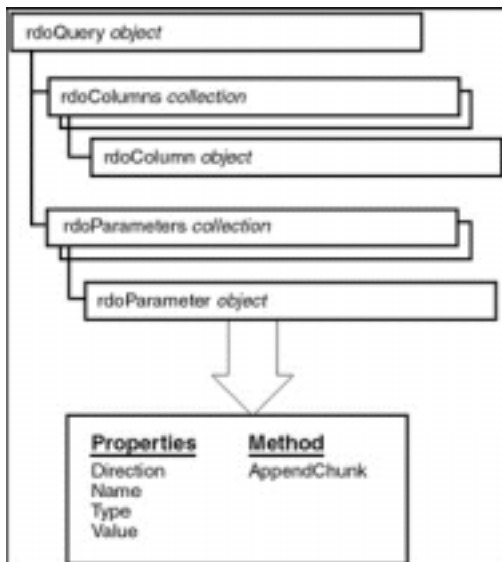 rdoQuery object
rdoColumns collection
rdoColumn object
rdoParameters collection
rdoParameter object
Properties Method
Direction AppendChunk
Name
Type
Value